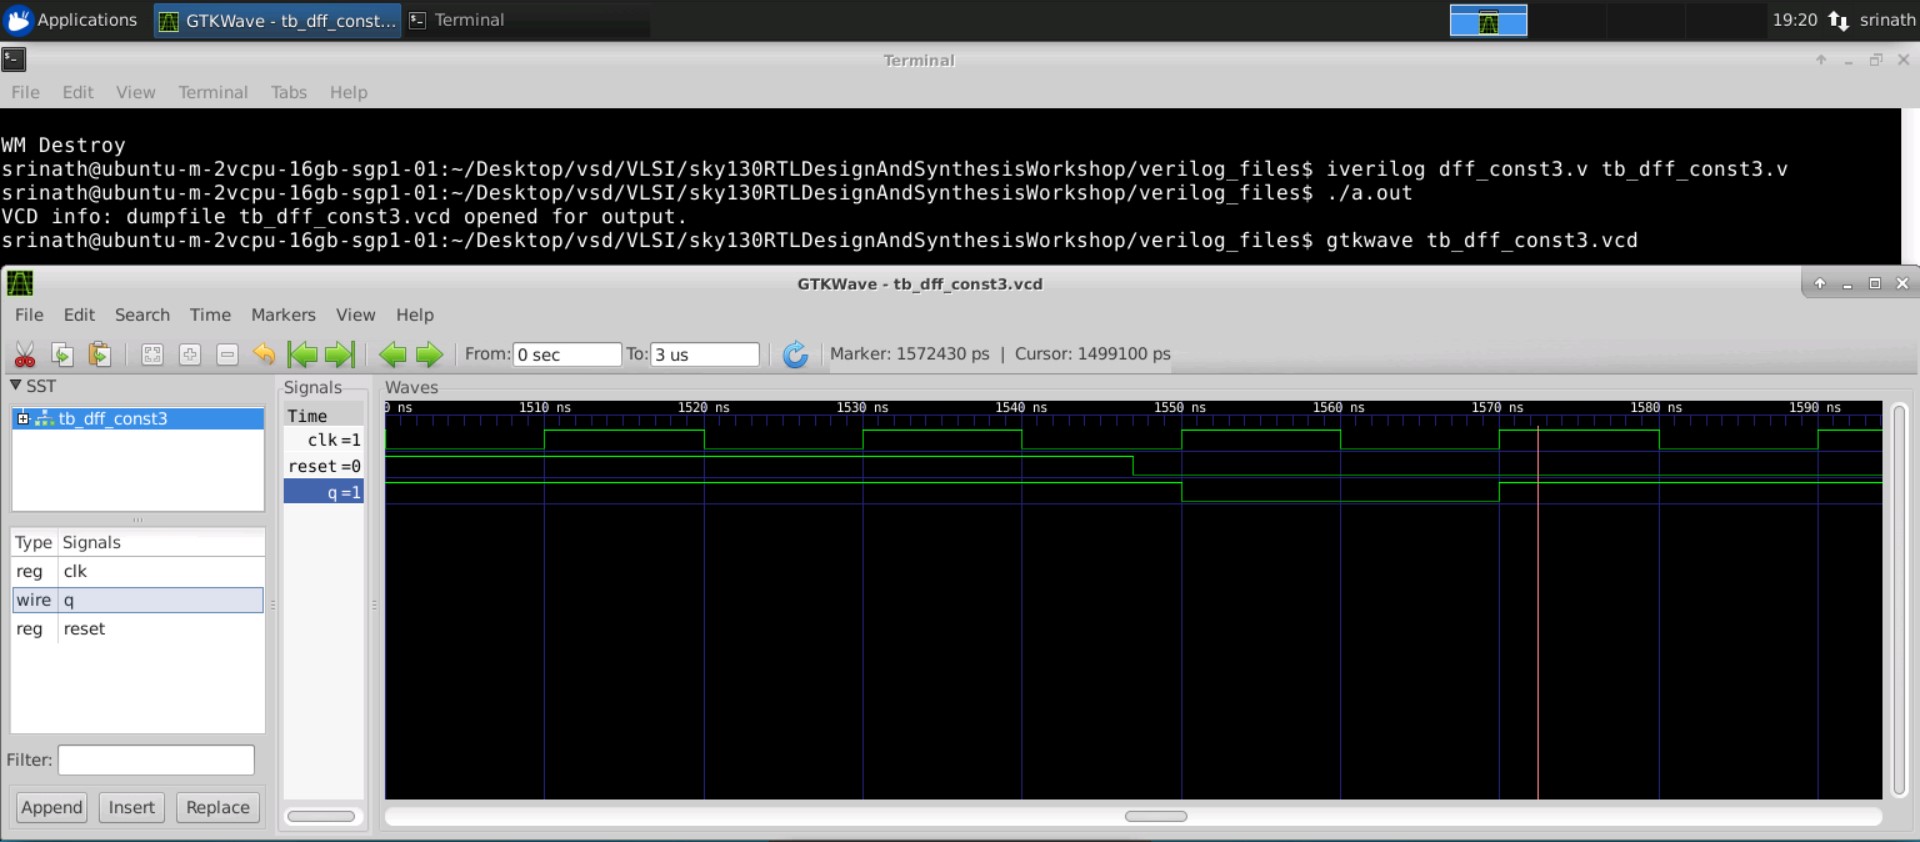 Applications GTKWave - tb_dff_const... Terminal 19:20 srinath
Terminal
File Edit View Terminal Tabs Help
WM Destroy
srinath@ubuntu-m-2vcpu-16gb-sgp1-01:~/Desktop/vsd/VLSI/sky130RTLDesignAndSynthesisWorkshop/verilog_files$ iverilog dff_const3.v tb_dff_const3.v
srinath@ubuntu-m-2vcpu-16gb-sgp1-01:~/Desktop/vsd/VLSI/sky130RTLDesignAndSynthesisWorkshop/verilog_files$ ./a.out
VCD info: dumpfile tb_dff_const3.vcd opened for output.
srinath@ubuntu-m-2vcpu-16gb-sgp1-01:~/Desktop/vsd/VLSI/sky130RTLDesignAndSynthesisWorkshop/verilog_files$ gtkwave tb_dff_const3.vcd
GTKWave - tb_dff_const3.vcd
File Edit Search Time Markers View Help
From: 0 sec To: 3 us Marker: 1572430 ps | Cursor: 1499100 ps
SST
tb_dff_const3
Type Signals
reg clk
wire q
reg reset
Filter:
Append Insert Replace
Signals
Time
clk=1
reset=0
q=1
Waves
0 ns 1510 ns 1520 ns 1530 ns 1540 ns 1550 ns 1560 ns 1570 ns 1580 ns 1590 ns